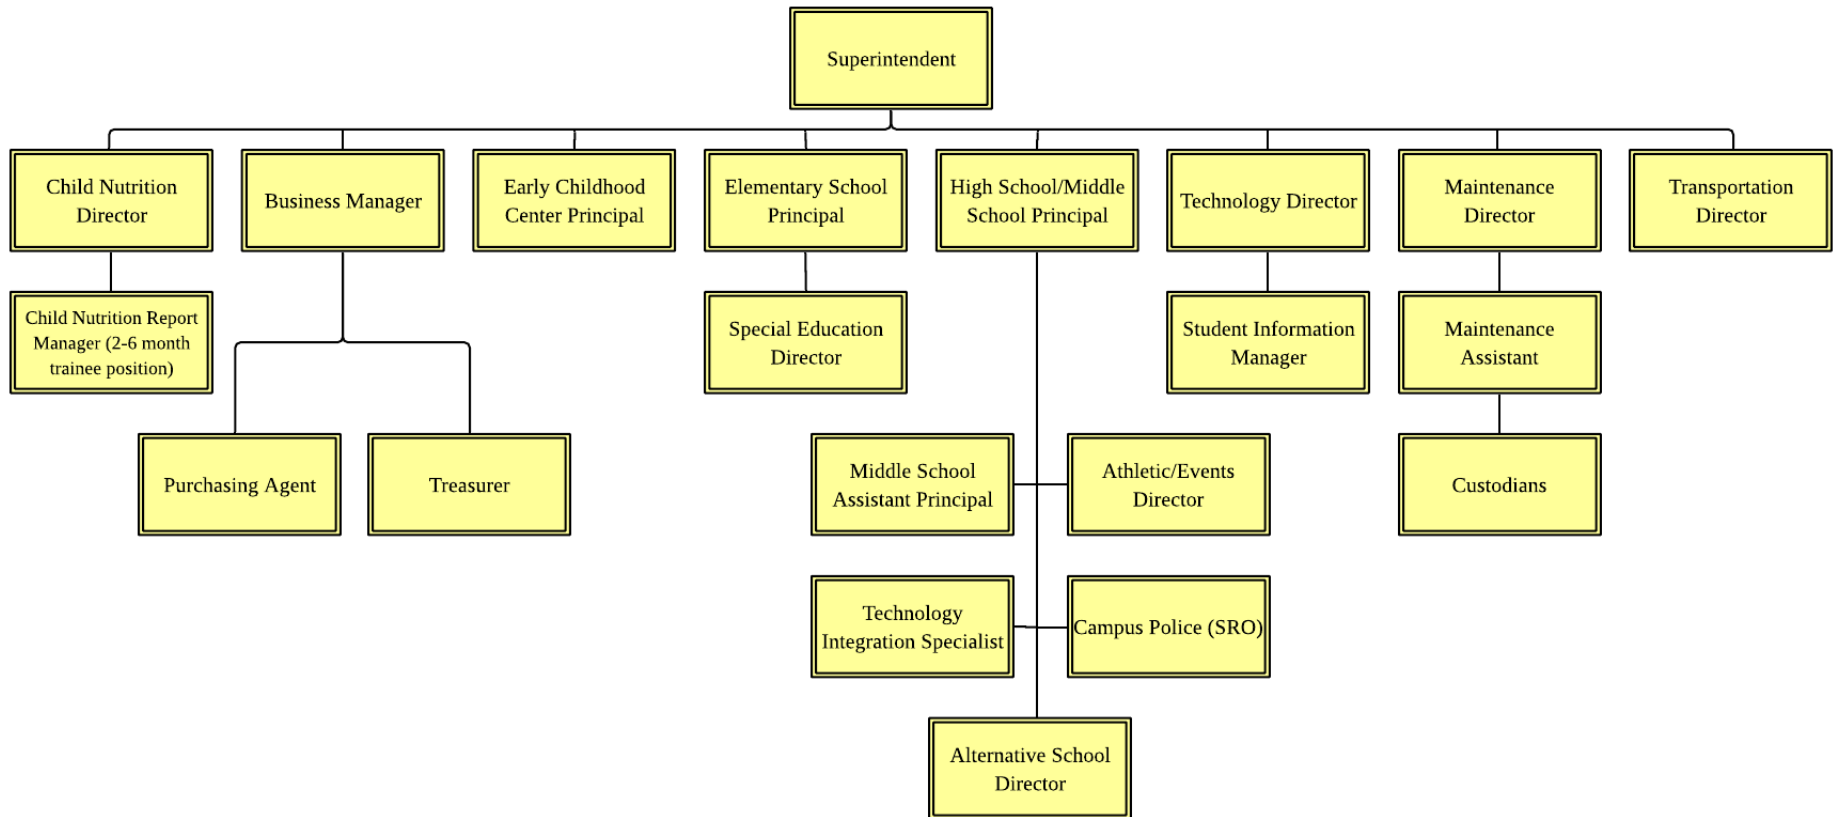 Superintendent
Child Nutrition
Director
Business Manager
Early Childhood
Center Principal
Elementary School
Principal
High School/Middle
School Principal
Technology Director
Maintenance
Director
Transportation
Director
Child Nutrition Report
Manager (2-6 month
trainee position)
Special Education
Director
Student Information
Manager
Maintenance
Assistant
Purchasing Agent
Treasurer
Middle School
Assistant Principal
Athletic/Events
Director
Custodians
Technology
Integration Specialist
Campus Police (SRO)
Alternative School
Director